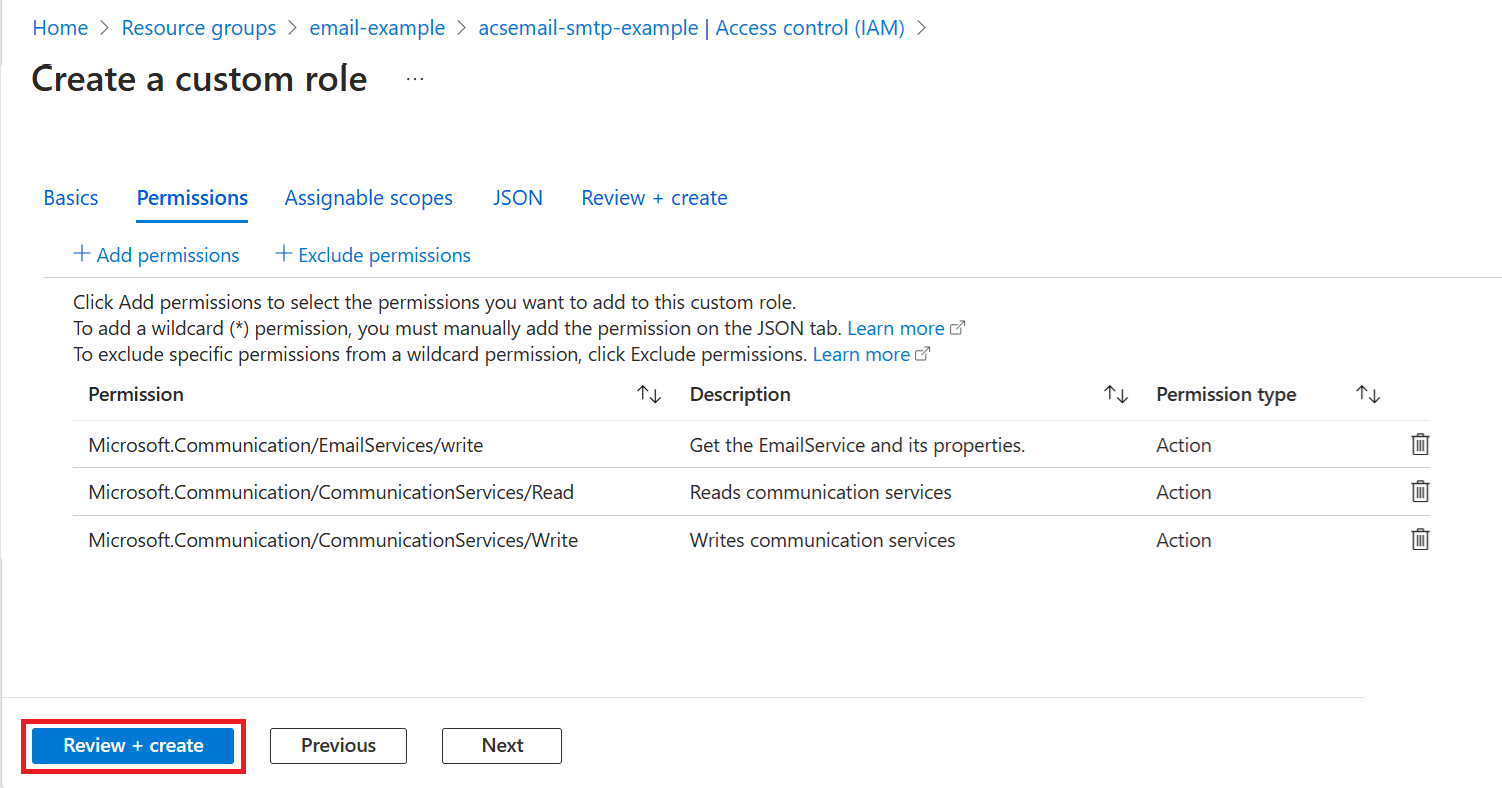 Home > Resource groups > email-example > acsemail-smtp-example | Access control (IAM) >
Create a custom role ...
Basics Permissions Assignable scopes JSON Review + create
+ Add permissions + Exclude permissions
Click Add permissions to select the permissions you want to add to this custom role.
To add a wildcard (*) permission, you must manually add the permission on the JSON tab. Learn more
To exclude specific permissions from a wildcard permission, click Exclude permissions. Learn more
Permission ↑↓ Description ↑↓ Permission type ↑↓
Microsoft.Communication/EmailServices/write Get the EmailService and its properties. Action
Microsoft.Communication/CommunicationServices/Read Reads communication services Action
Microsoft.Communication/CommunicationServices/Write Writes communication services Action
Review + create Previous Next